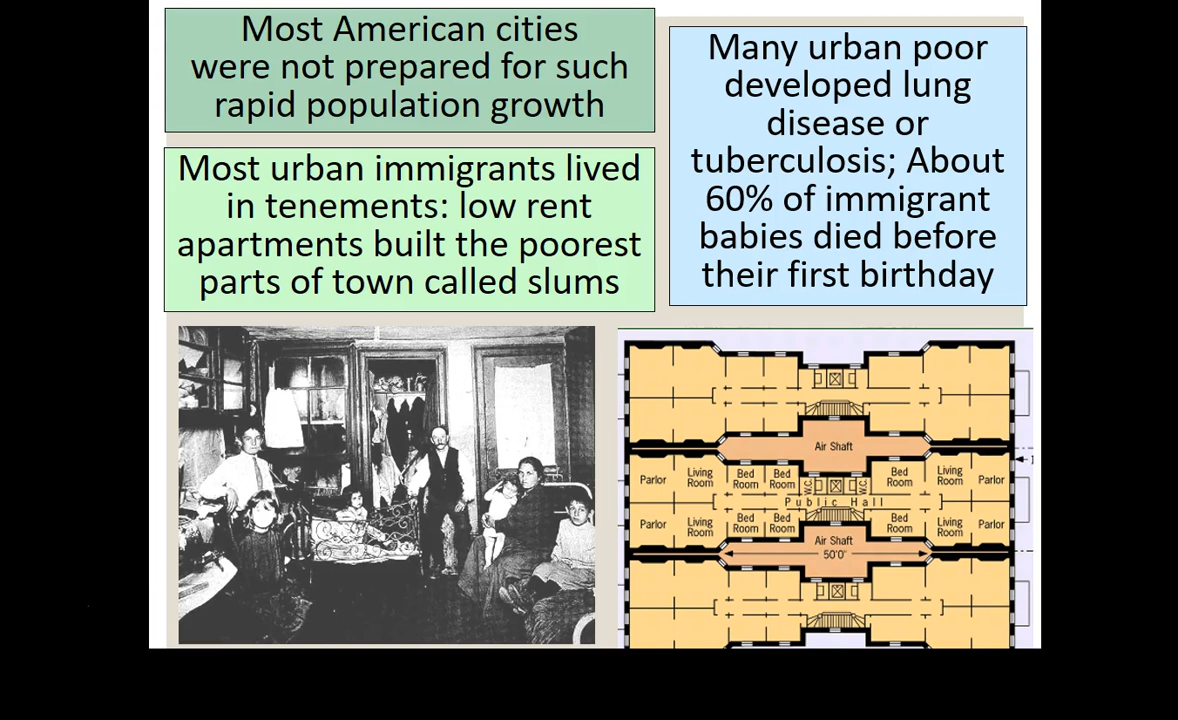 Most American cities
were not prepared for such
rapid population growth
Most urban immigrants lived
in tenements: low rent
apartments built the poorest
parts of town called slums
Many urban poor
developed lung
disease or
tuberculosis; About
60% of immigrant
babies died before
their first birthday
Air Shaft
Parlor
Living
Room
Bed
Room
Bed
Room
W.C.
W.C.
Bed
Room
Living
Room
Parlor
Public Hall
Parlor
Living
Room
Bed
Room
Bed
Room
Bed
Room
Living
Room
Parlor
Air Shaft
50'0"